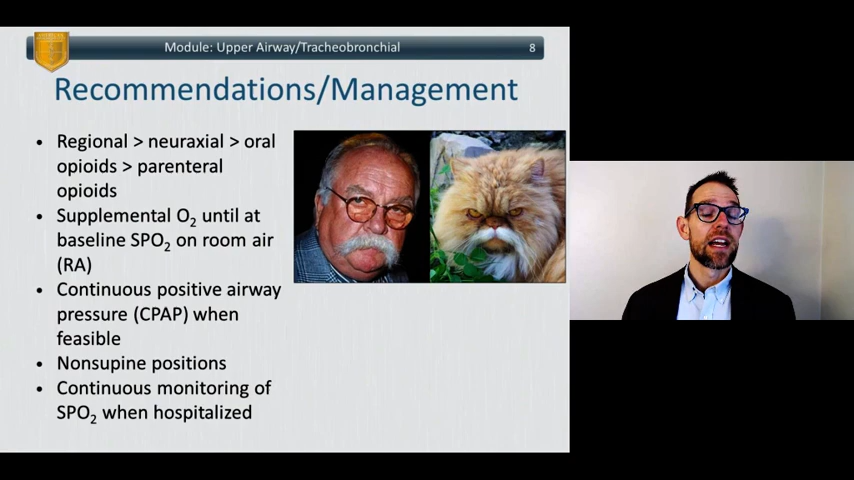 Module: Upper Airway/Tracheobronchial 8
Recommendations/Management
• Regional > neuraxial > oral
opioids > parenteral
opioids
• Supplemental O₂ until at
baseline SPO₂ on room air
(RA)
• Continuous positive airway
pressure (CPAP) when
feasible
• Nonsupine positions
• Continuous monitoring of
SPO₂ when hospitalized